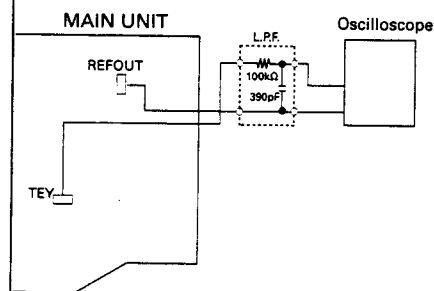 MAIN UNIT
Oscilloscope
L.P.F.
REFOUT
100kΩ
390pF
TEY